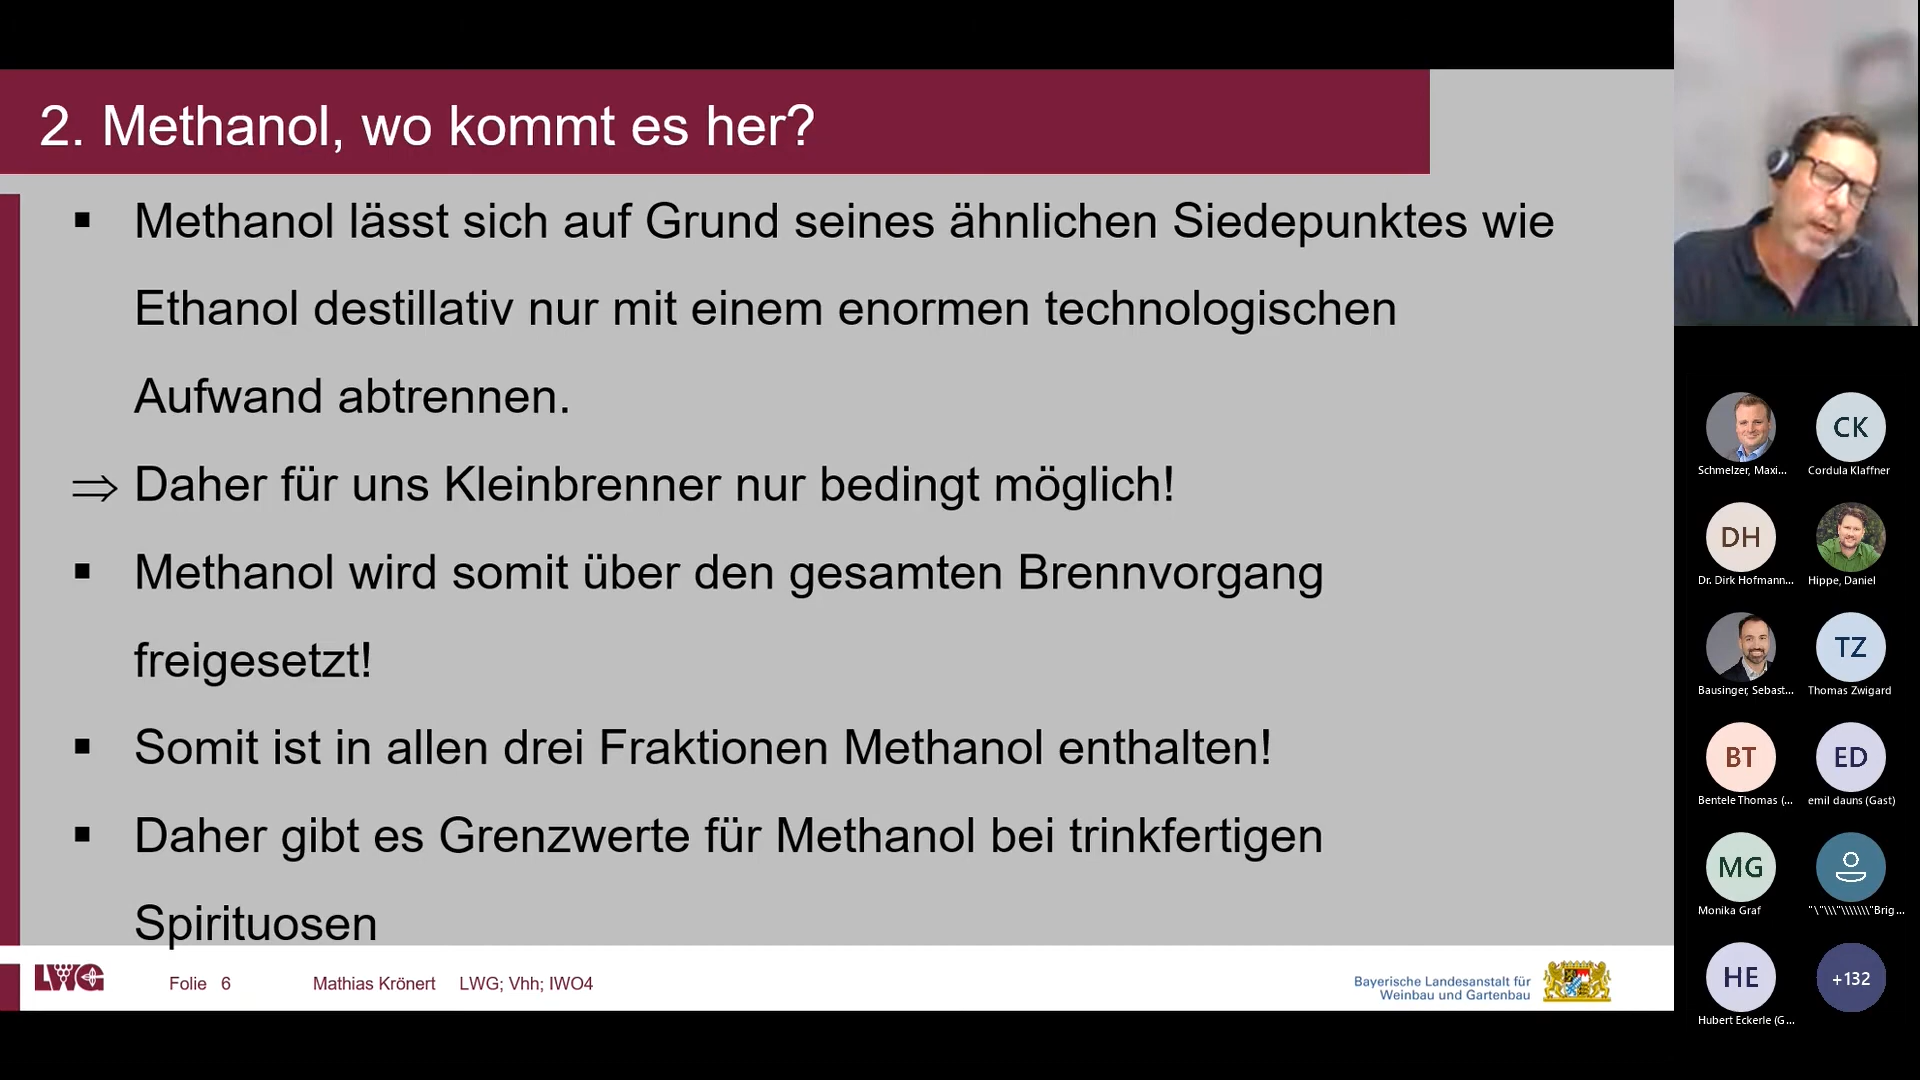 2. Methanol, wo kommt es her?
▪ Methanol lässt sich auf Grund seines ähnlichen Siedepunktes wie
Ethanol destillativ nur mit einem enormen technologischen
Aufwand abtrennen.
⇒ Daher für uns Kleinbrenner nur bedingt möglich!
▪ Methanol wird somit über den gesamten Brennvorgang
freigesetzt!
▪ Somit ist in allen drei Fraktionen Methanol enthalten!
▪ Daher gibt es Grenzwerte für Methanol bei trinkfertigen
Spirituosen
LWG
Folie 6
Mathias Krönert LWG; Vhh; IWO4
Bayerische Landesanstalt für
Weinbau und Gartenbau
Schmelzer, Maxi...
CK
Cordula Klaffner
DH
Dr. Dirk Hofmann...
Hippe, Daniel
Bausinger, Sebast...
TZ
Thomas Zwigard
BT
Bentele Thomas (...
ED
emil dauns (Gast)
MG
Monika Graf
"\"\\\"\\\\\\\"Brig...
HE
Hubert Eckerle (G...
+132